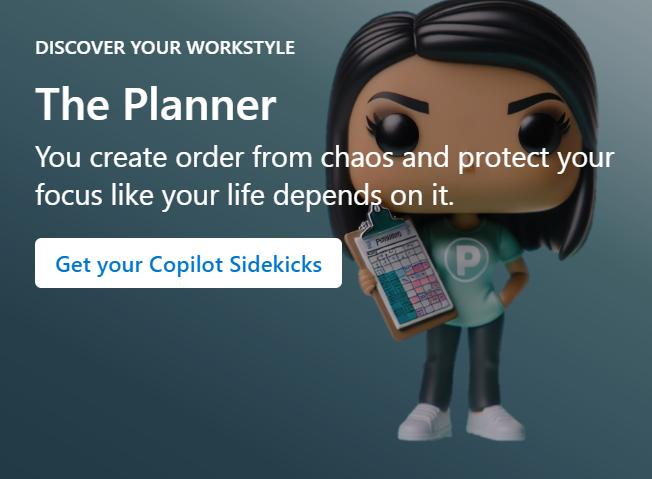 DISCOVER YOUR WORKSTYLE
The Planner
You create order from chaos and protect your
focus like your life depends on it.
Get your Copilot Sidekicks
P